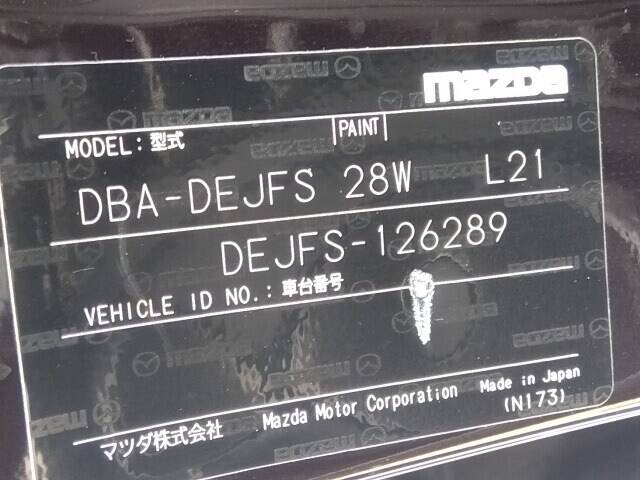 mazda
MODEL: 型式 PAINT
DBA-DEJFS 28W L21
DEJFS-126289
VEHICLE ID NO.: 車台番号
マツダ株式会社 Mazda Motor Corporation Made in Japan
(N173)